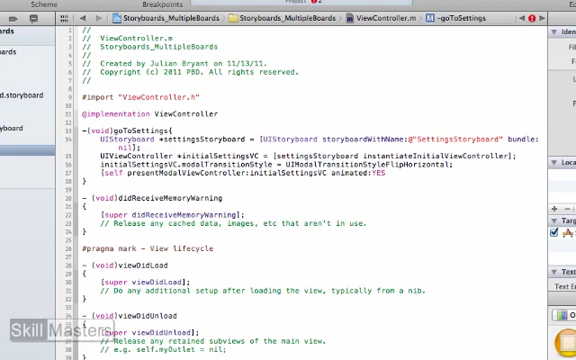 Breakpoints
Project
Storyboards_MultipleBoards
Storyboards_MultipleBoards
ViewController.m
-goToSettings
//
// ViewController.m
// Storyboards_MultipleBoards
//
// Created by Julian Bryant on 11/13/11.
// Copyright (c) 2011 PBD. All rights reserved.
//
#import "ViewController.h"
@implementation ViewController
-(void)goToSettings{
UIStoryboard *settingsStoryboard = [UIStoryboard storyboardWithName:@"SettingsStoryboard" bundle:
nil];
UIViewController *initialSettingsVC = [settingsStoryboard instantiateInitialViewController];
initialSettingsVC.modalTransitionStyle = UIModalTransitionStyleFlipHorizontal;
[self presentModalViewController:initialSettingsVC animated:YES
}
- (void)didReceiveMemoryWarning
{
[super didReceiveMemoryWarning];
// Release any cached data, images, etc that aren't in use.
}
#pragma mark - View lifecycle
- (void)viewDidLoad
{
[super viewDidLoad];
// Do any additional setup after loading the view, typically from a nib.
}
- (void)viewDidUnload
{
[super viewDidUnload];
// Release any retained subviews of the main view.
// e.g. self.myOutlet = nil;
Skill Masters